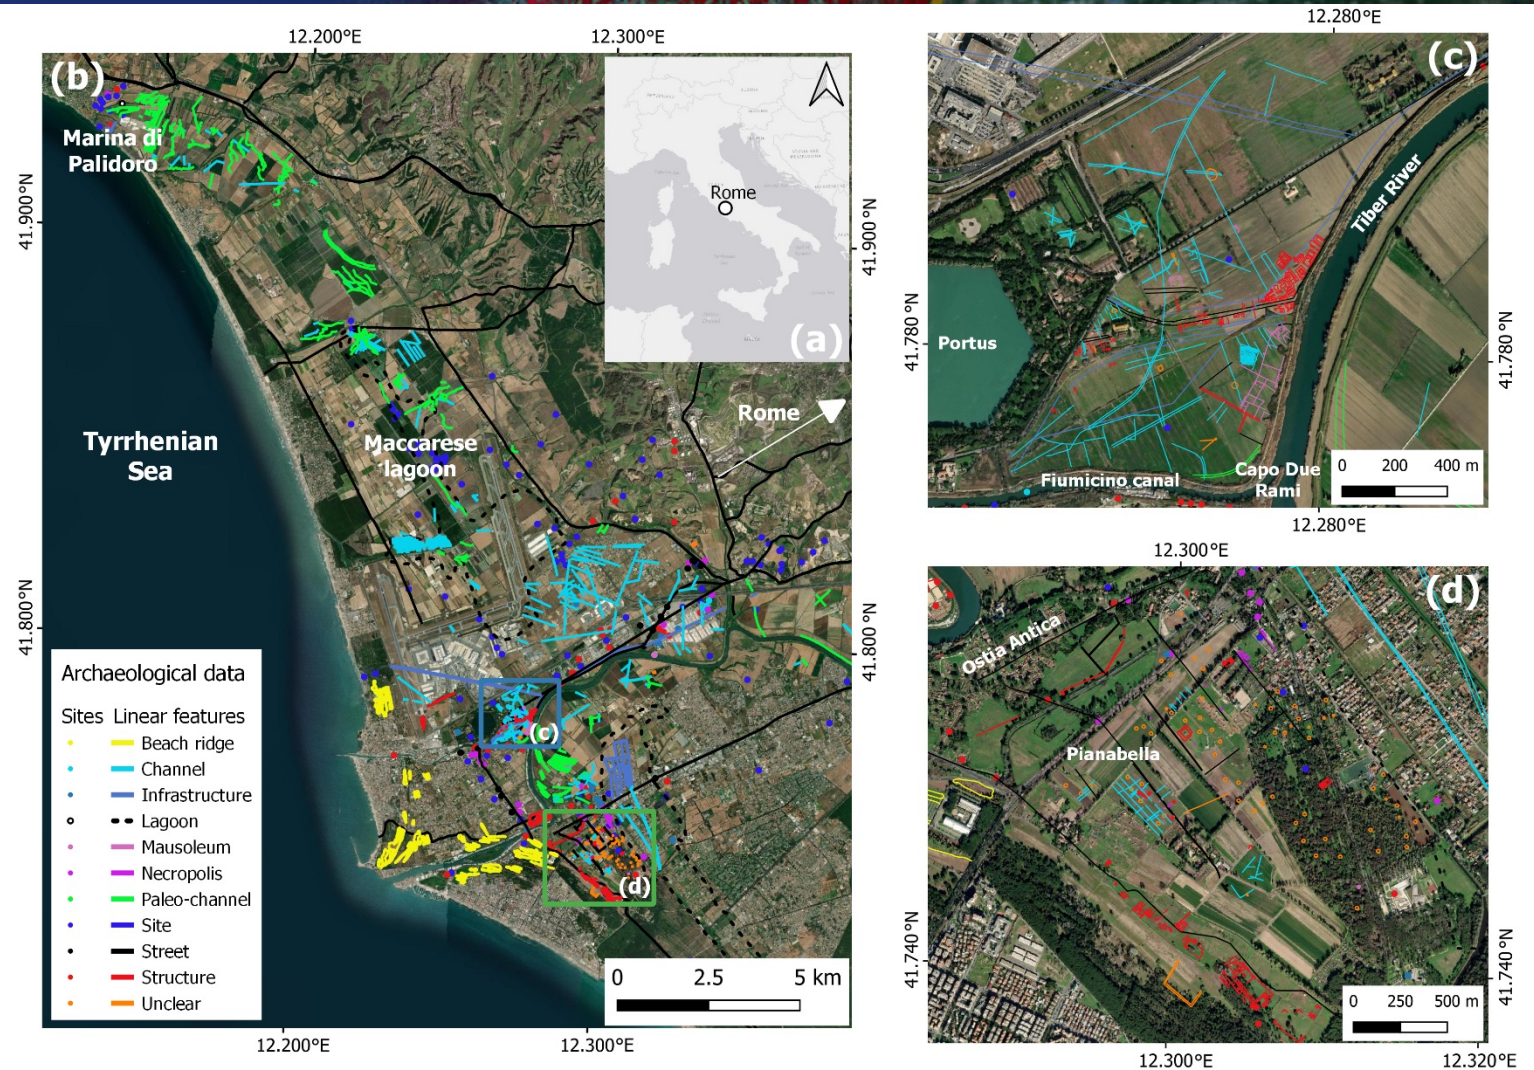 12.280°E
12.200°E
12.300°E
(b)
(c)
Marina di
Palidoro
Rome
(a)
41.900°N
41.900°N
Tiber River
41.780°N
41.780°N
Portus
Rome
Tyrrhenian
Sea
Maccarese
lagoon
Capo Due
Rami
Fiumicino canal
0 200 400 m
12.280°E
12.300°E
(d)
Ostia Antica
41.800°N
41.800°N
Archaeological data
Sites Linear features
Beach ridge
Channel
Infrastructure
Lagoon
Mausoleum
Necropolis
Paleo-channel
Site
Street
Structure
Unclear
(c)
(d)
Pianabella
41.740°N
41.740°N
0 2.5 5 km
0 250 500 m
12.200°E
12.300°E
12.300°E
12.320°E